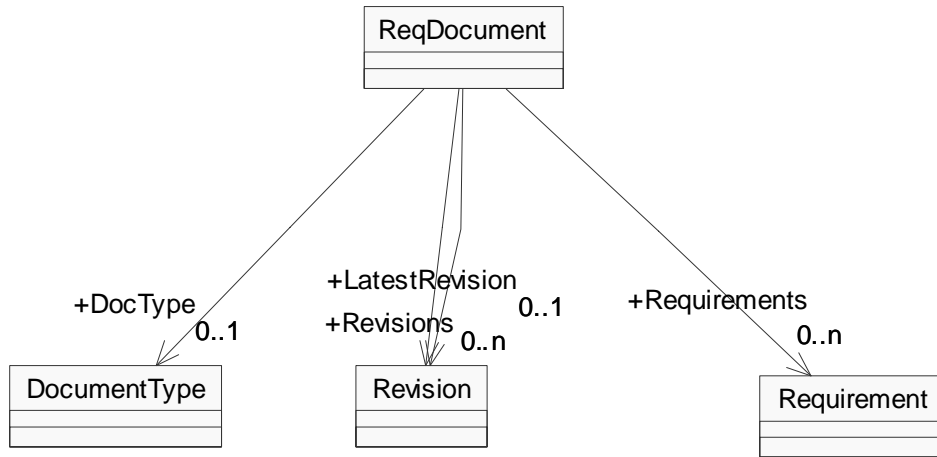 ReqDocument
+LatestRevision
+DocType
0..1
+Requirements
0..1
+Revisions
0..n
0..n
DocumentType
Revision
Requirement